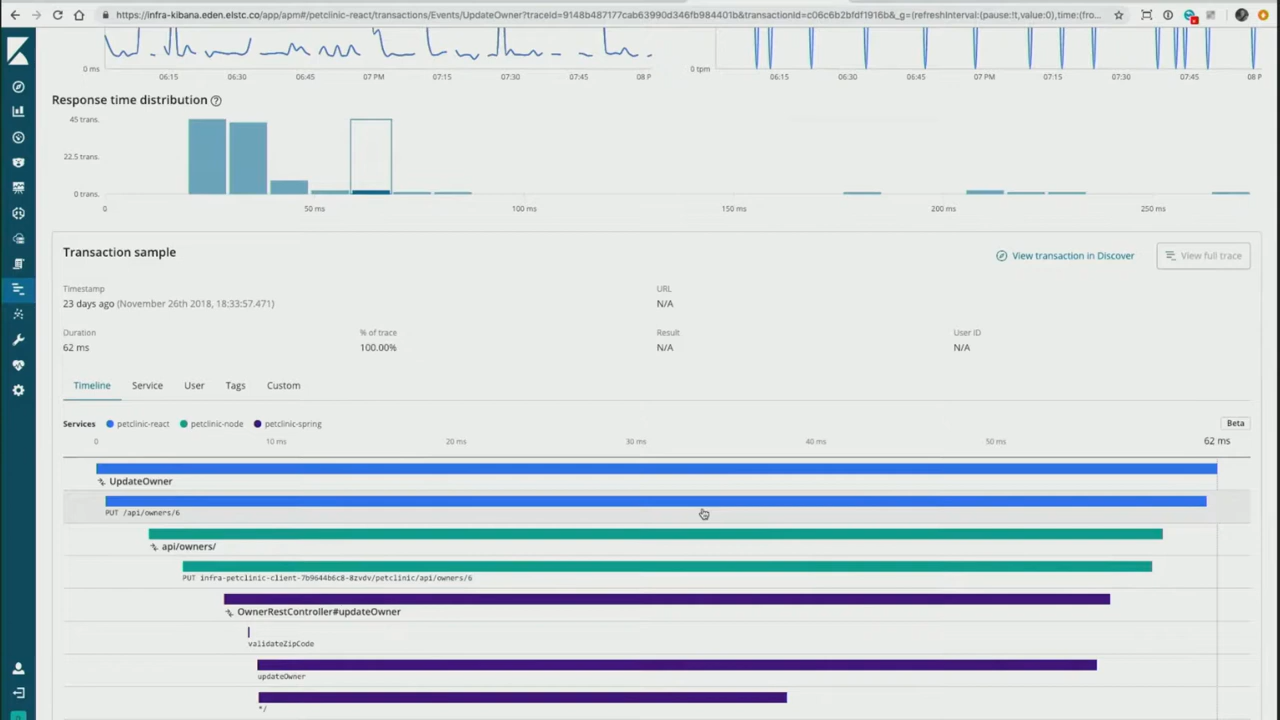 https://infra-kibana.eden.elstc.co/app/apm#/petclinic-react/transactions/Events/UpdateOwner?traceId=9148b487177cab63990d346fb984401b&transactionId=c06c6b2bfdf1916b&_g=(refreshInterval:(pause:!t,value:0),time:(fro...
0 ms
06:15 06:30 06:45 07 PM 07:15 07:30 07:45 08 P
0 tpm
06:15 06:30 06:45 07 PM 07:15 07:30 07:45 08 P
Response time distribution
45 trans.
22.5 trans.
0 trans.
0 50 ms 100 ms 150 ms 200 ms 250 ms
Transaction sample
View transaction in Discover
View full trace
Timestamp
23 days ago (November 26th 2018, 18:33:57.471)
URL
N/A
Duration
62 ms
% of trace
100.00%
Result
N/A
User ID
N/A
Timeline Service User Tags Custom
Services petclinic-react petclinic-node petclinic-spring
Beta
0 10 ms 20 ms 30 ms 40 ms 50 ms 62 ms
UpdateOwner
PUT /api/owners/6
api/owners/
PUT infra-petclinic-client-7b9644b6c8-8zvdv/petclinic/api/owners/6
OwnerRestController#updateOwner
validateZipCode
updateOwner
*/